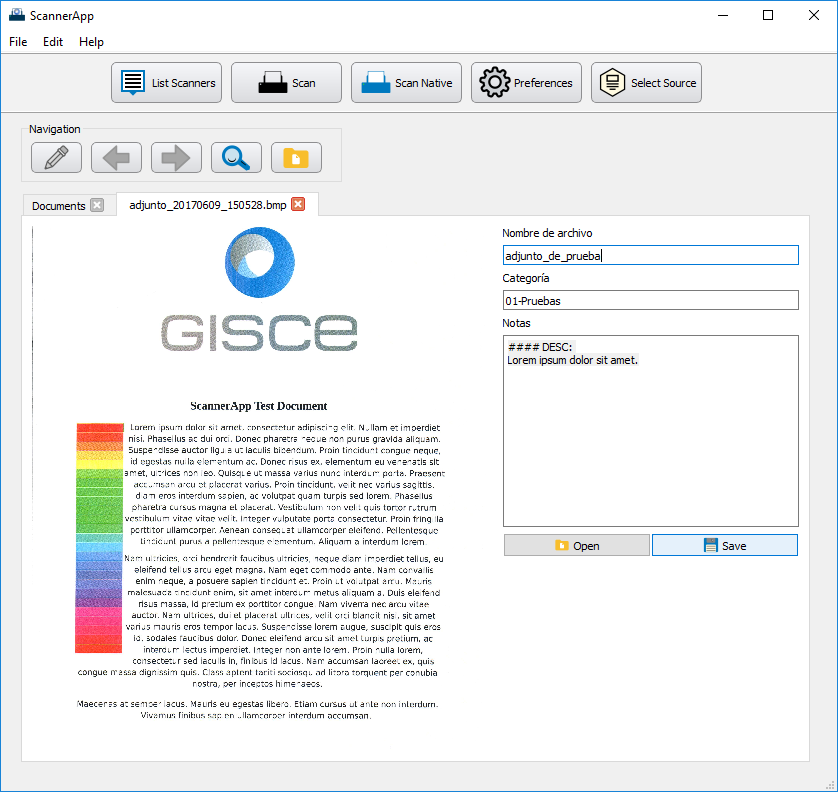 ScannerApp
File Edit Help
List Scanners Scan Scan Native Preferences Select Source
Navigation
Documents adjunto_20170609_150528.bmp
GISCE
ScannerApp Test Document
Lorem ipsum dolor sit amet, consectetur adipiscing elit. Nullam et imperdiet
nisi. Phasellus ac dui orci. Donec pharetra neque non purus gravida aliquam.
Suspendisse auctor ligula ut iaculis bibendum. Proin tincidunt congue neque,
id egestas nulla elementum ac. Donec risus ex, elementum eu venenatis sit
amet, ultrices non leo. Quisque ut massa varius nunc interdum porta. Praesent
accumsan arcu et placerat varius. Proin tincidunt, velit nec varius sagittis,
diam eros interdum sapien, ac volutpat quam turpis sed lorem. Phasellus
pharetra cursus magna et placerat. Vestibulum non velit quis tortor rutrum
vestibulum vitae vitae velit. Integer vulputate porta consectetur. Proin fringilla
porttitor ullamcorper. Aenean consequat ullamcorper eleifend. Pellentesque
tincidunt purus a pellentesque elementum. Aliquam a interdum lorem.
Nam ultricies, orci hendrerit faucibus ultricies, neque diam imperdiet tellus, eu
eleifend tellus arcu eget magna. Nam eget commodo ante. Nam convallis
enim neque, a posuere sapien tincidunt et. Proin ut volutpat arcu. Mauris
malesuada tincidunt enim, sit amet interdum metus aliquam a. Duis eleifend
risus massa, id pretium ex porttitor congue. Nam viverra nec arcu vitae
auctor. Nam ultrices, dui et placerat ultrices, velit orci blandit nisi, sit amet
varius mauris eros tempor lacus. Suspendisse lorem augue, suscipit quis eros
id, sodales faucibus dolor. Donec eleifend arcu sit amet turpis pretium, ac
interdum lectus imperdiet. Integer non ante lorem. Proin nulla lorem,
consectetur sed iaculis in, finibus id lacus. Nam accumsan laoreet ex, quis
congue massa dignissim quis. Class aptent taciti sociosqu ad litora torquent per conubia
nostra, per inceptos himenaeos.
Maecenas at semper lacus. Mauris eu egestas libero. Etiam cursus ut ante non interdum.
Vivamus finibus sapien ullamcorper interdum accumsan.
Nombre de archivo
adjunto_de_prueba
Categoría
01-Pruebas
Notas
#### DESC:
Lorem ipsum dolor sit amet.
Open Save